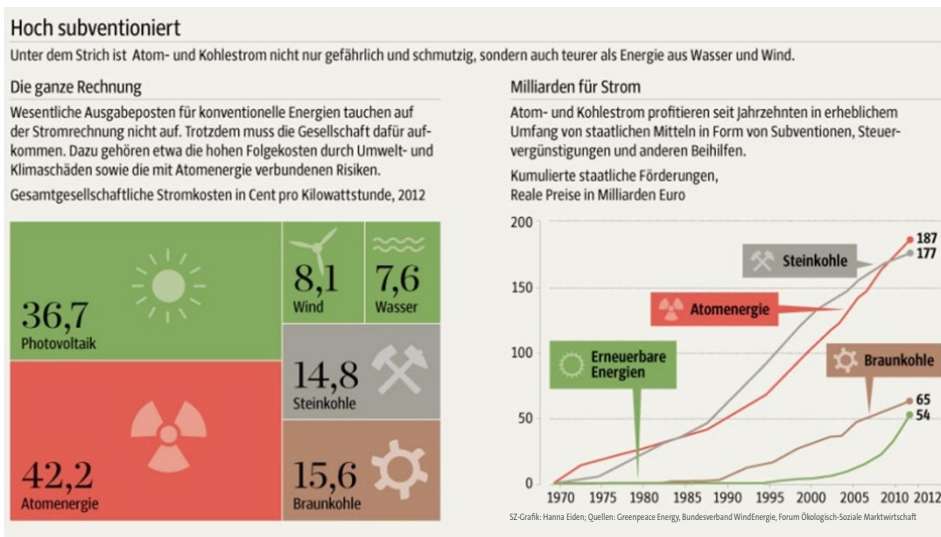 Hoch subventioniert
Unter dem Strich ist Atom- und Kohlestrom nicht nur gefährlich und schmutzig, sondern auch teurer als Energie aus Wasser und Wind.
Die ganze Rechnung
Wesentliche Ausgabeposten für konventionelle Energien tauchen auf
der Stromrechnung nicht auf. Trotzdem muss die Gesellschaft dafür auf-
kommen. Dazu gehören etwa die hohen Folgekosten durch Umwelt- und
Klimaschäden sowie die mit Atomenergie verbundenen Risiken.
Gesamtgesellschaftliche Stromkosten in Cent pro Kilowattstunde, 2012
36,7
Photovoltaik
8,1
Wind
7,6
Wasser
14,8
Steinkohle
42,2
Atomenergie
15,6
Braunkohle
Milliarden für Strom
Atom- und Kohlestrom profitieren seit Jahrzehnten in erheblichem
Umfang von staatlichen Mitteln in Form von Subventionen, Steuer-
vergünstigungen und anderen Beihilfen.
Kumulierte staatliche Förderungen,
Reale Preise in Milliarden Euro
200
150
100
50
0
187
177
Steinkohle
Atomenergie
Erneuerbare
Energien
Braunkohle
65
54
1970 1975 1980 1985 1990 1995 2000 2005 2010 2012
SZ-Grafik: Hanna Eiden; Quellen: Greenpeace Energy, Bundesverband WindEnergie, Forum Ökologisch-Soziale Marktwirtschaft